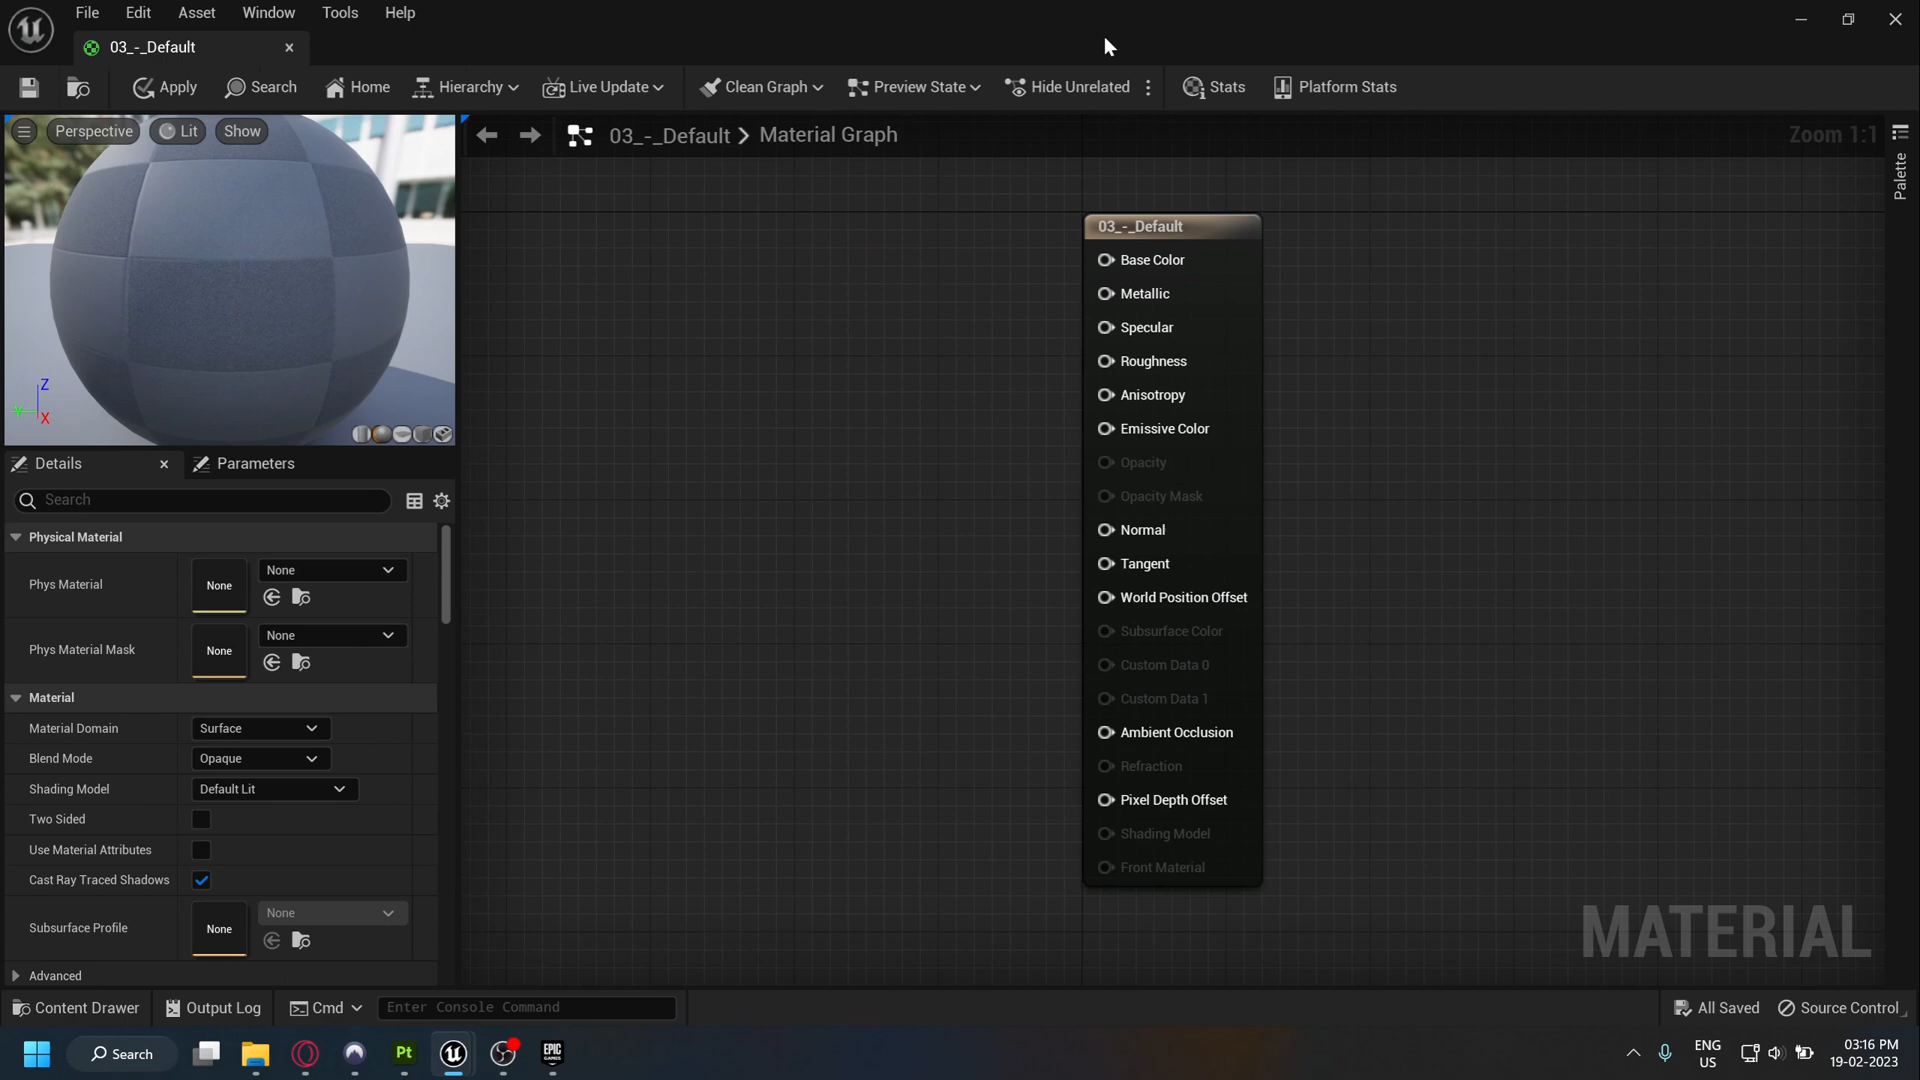 File Edit Asset Window Tools Help
03_-_Default
Apply Search Home Hierarchy Live Update Clean Graph Preview State Hide Unrelated Stats Platform Stats
Perspective Lit Show
03_-_Default Material Graph
Zoom 1:1
Palette
Z
Y
X
03_-_Default
Base Color
Metallic
Specular
Roughness
Anisotropy
Emissive Color
Opacity
Opacity Mask
Normal
Tangent
World Position Offset
Subsurface Color
Custom Data 0
Custom Data 1
Ambient Occlusion
Refraction
Pixel Depth Offset
Shading Model
Front Material
MATERIAL
Details Parameters
Search
Physical Material
Phys Material None None
Phys Material Mask None None
Material
Material Domain Surface
Blend Mode Opaque
Shading Model Default Lit
Two Sided
Use Material Attributes
Cast Ray Traced Shadows
Subsurface Profile None None
Advanced
Content Drawer Output Log Cmd Enter Console Command All Saved Source Control
Search Pt EPIC GAMES
ENG
US
03:16 PM
19-02-2023